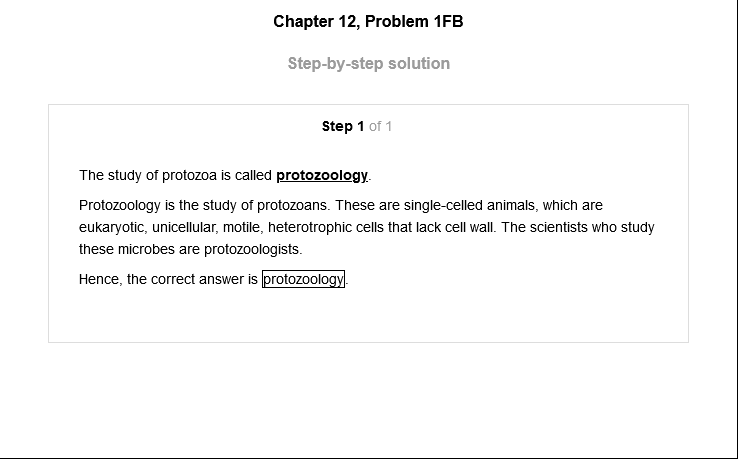 Chapter 12, Problem 1FB
Step-by-step solution
Step 1 of 1
The study of protozoa is called protozoology.
Protozoology is the study of protozoans. These are single-celled animals, which are
eukaryotic, unicellular, motile, heterotrophic cells that lack cell wall. The scientists who study
these microbes are protozoologists.
Hence, the correct answer is protozoology.